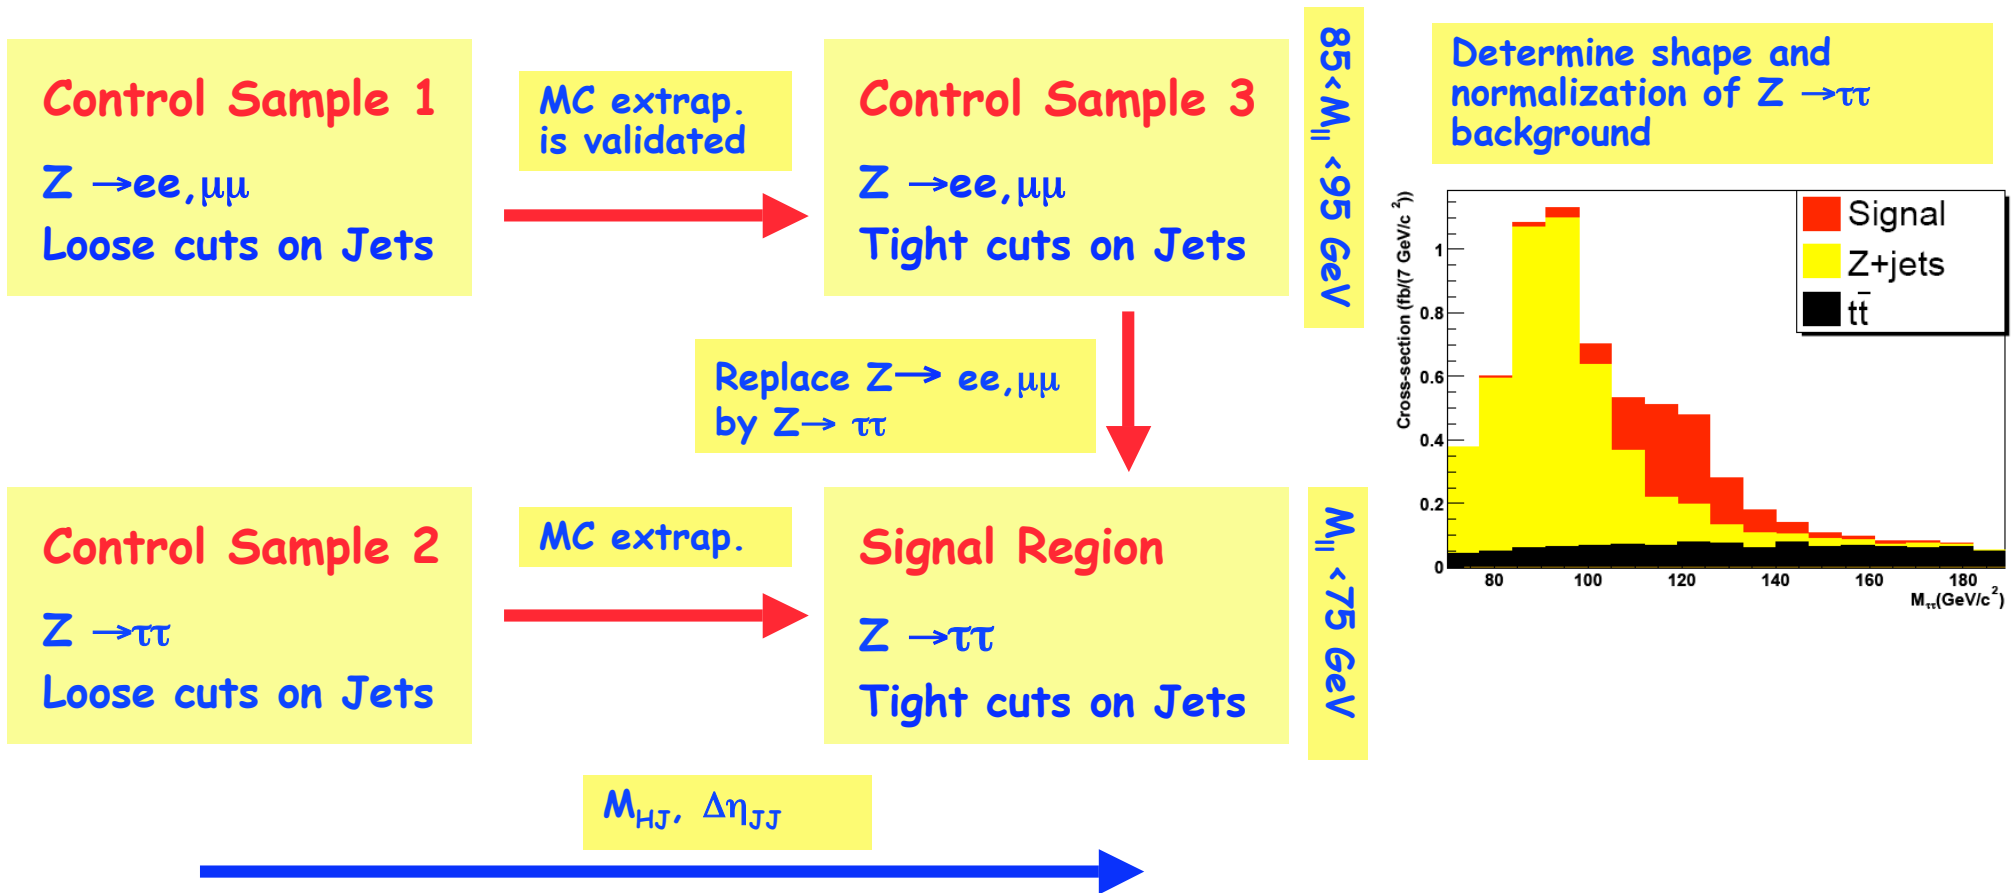 Control Sample 1
Z →ee,μμ
Loose cuts on Jets
MC extrap.
is validated
Control Sample 3
Z →ee,μμ
Tight cuts on Jets
85<M_ll <95 GeV
Determine shape and
normalization of Z →ττ
background
Replace Z→ ee,μμ
by Z→ ττ
Control Sample 2
Z →ττ
Loose cuts on Jets
MC extrap.
Signal Region
Z →ττ
Tight cuts on Jets
M_ll <75 GeV
M_HJ, Δη_JJ
Cross-section (fb/(7 GeV/c²))
Signal
Z+jets
tt̄
1
0.8
0.6
0.4
0.2
0
80 100 120 140 160 180
M_ττ(GeV/c²)